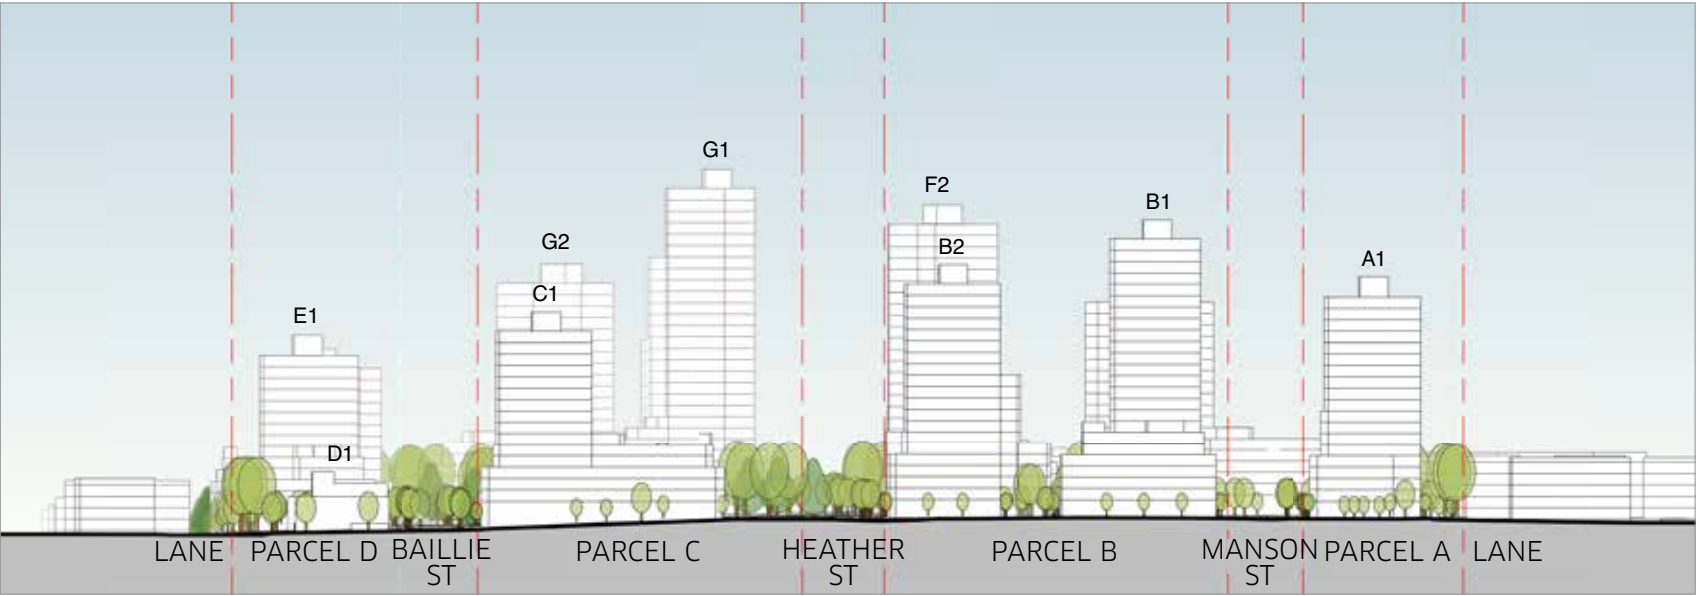 G1
F2
B1
G2
B2
A1
C1
E1
D1
LANE PARCEL D BAILLIE ST PARCEL C HEATHER ST PARCEL B MANSON ST PARCEL A LANE